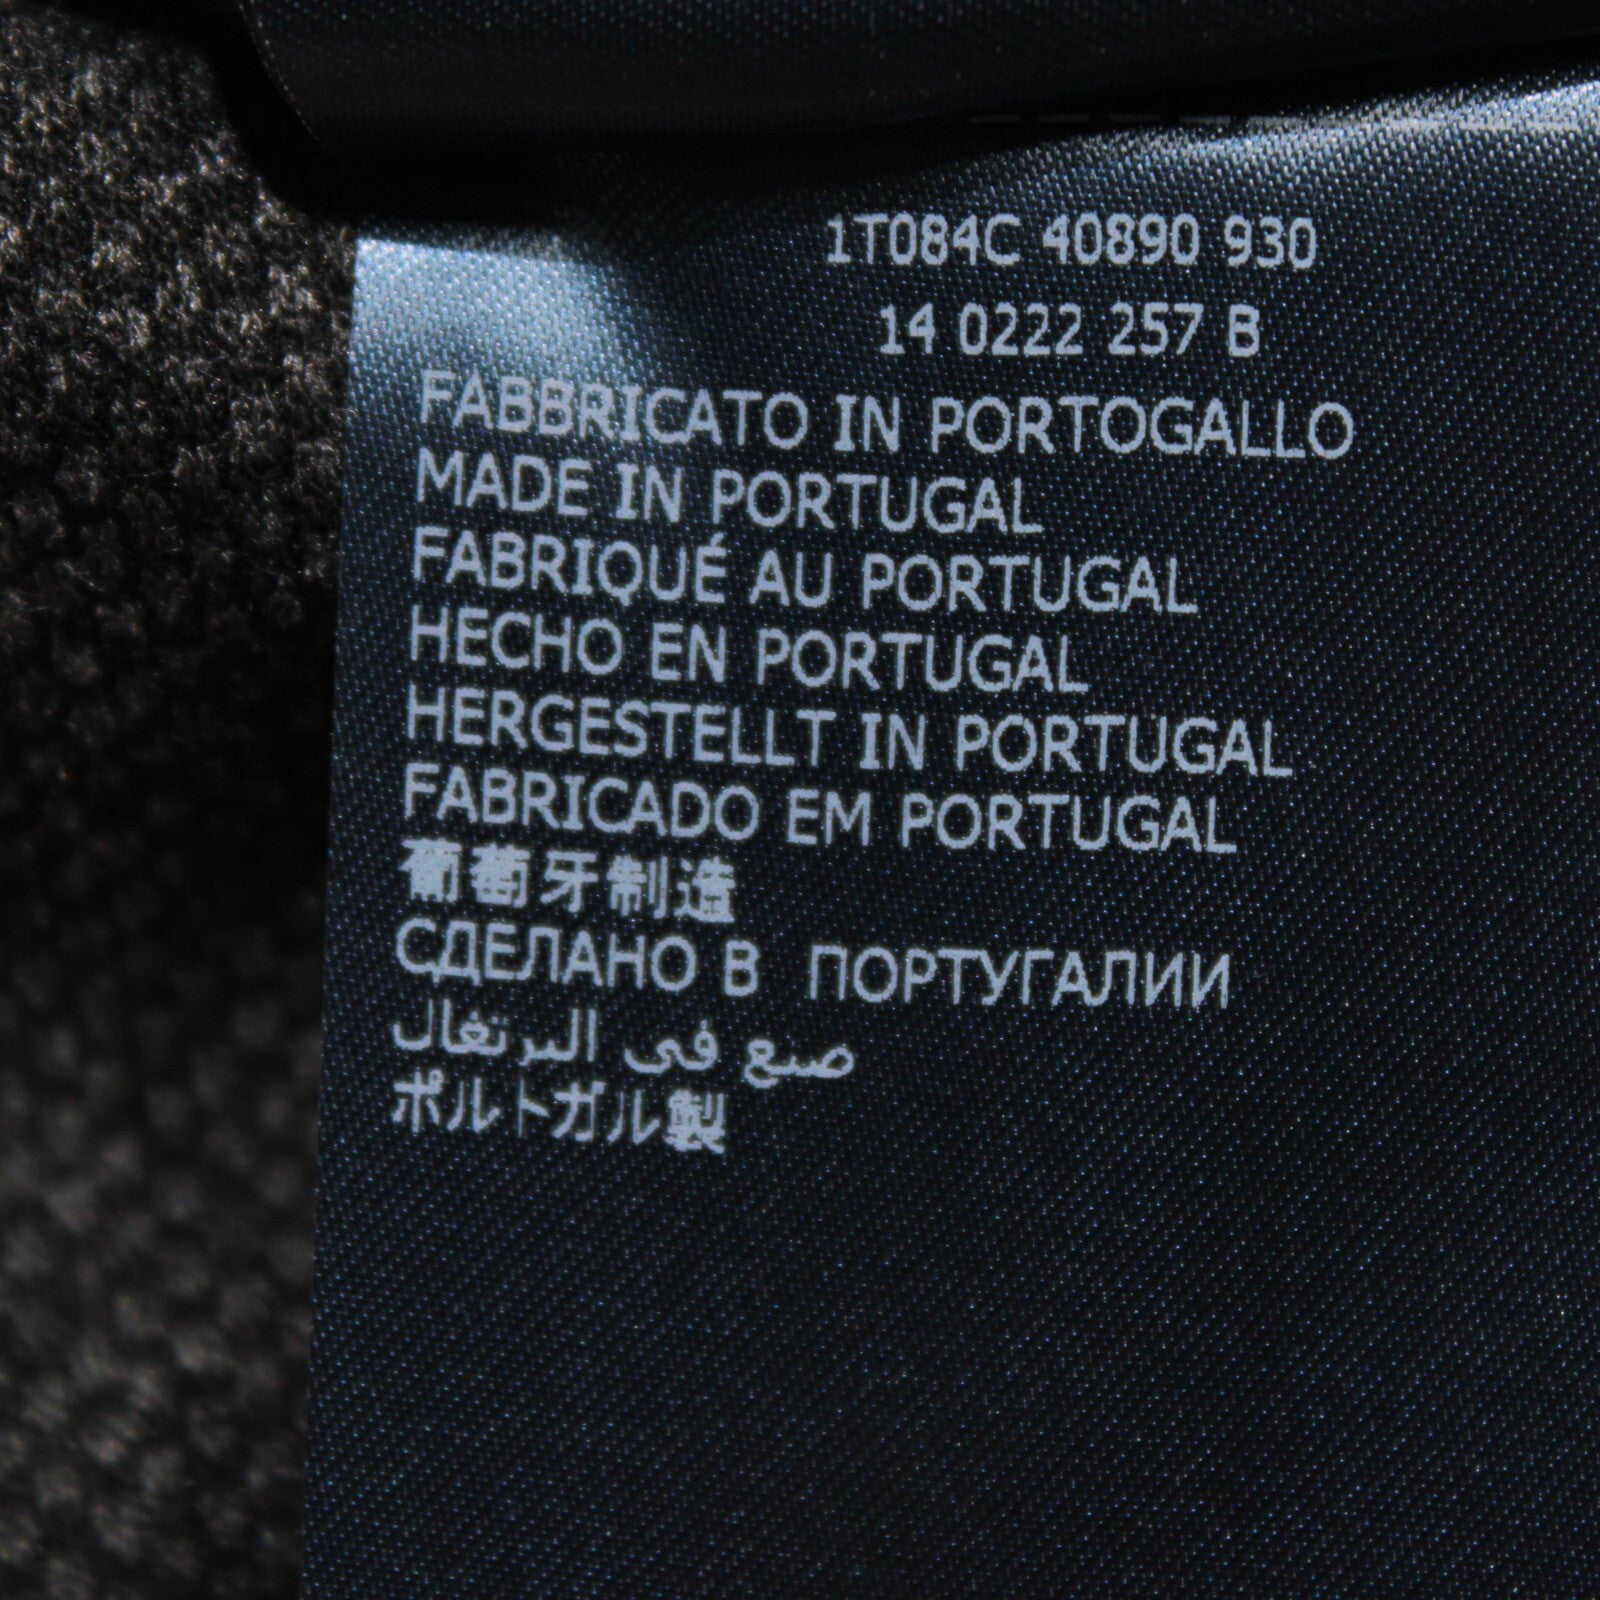 1T084C 40890 930
14 0222 257 B
FABBRICATO IN PORTOGALLO
MADE IN PORTUGAL
FABRIQUÉ AU PORTUGAL
HECHO EN PORTUGAL
HERGESTELLT IN PORTUGAL
FABRICADO EM PORTUGAL
葡萄牙制造
СДЕЛАНО В ПОРТУГАЛИИ
صنع في البرتغال
ポルトガル製